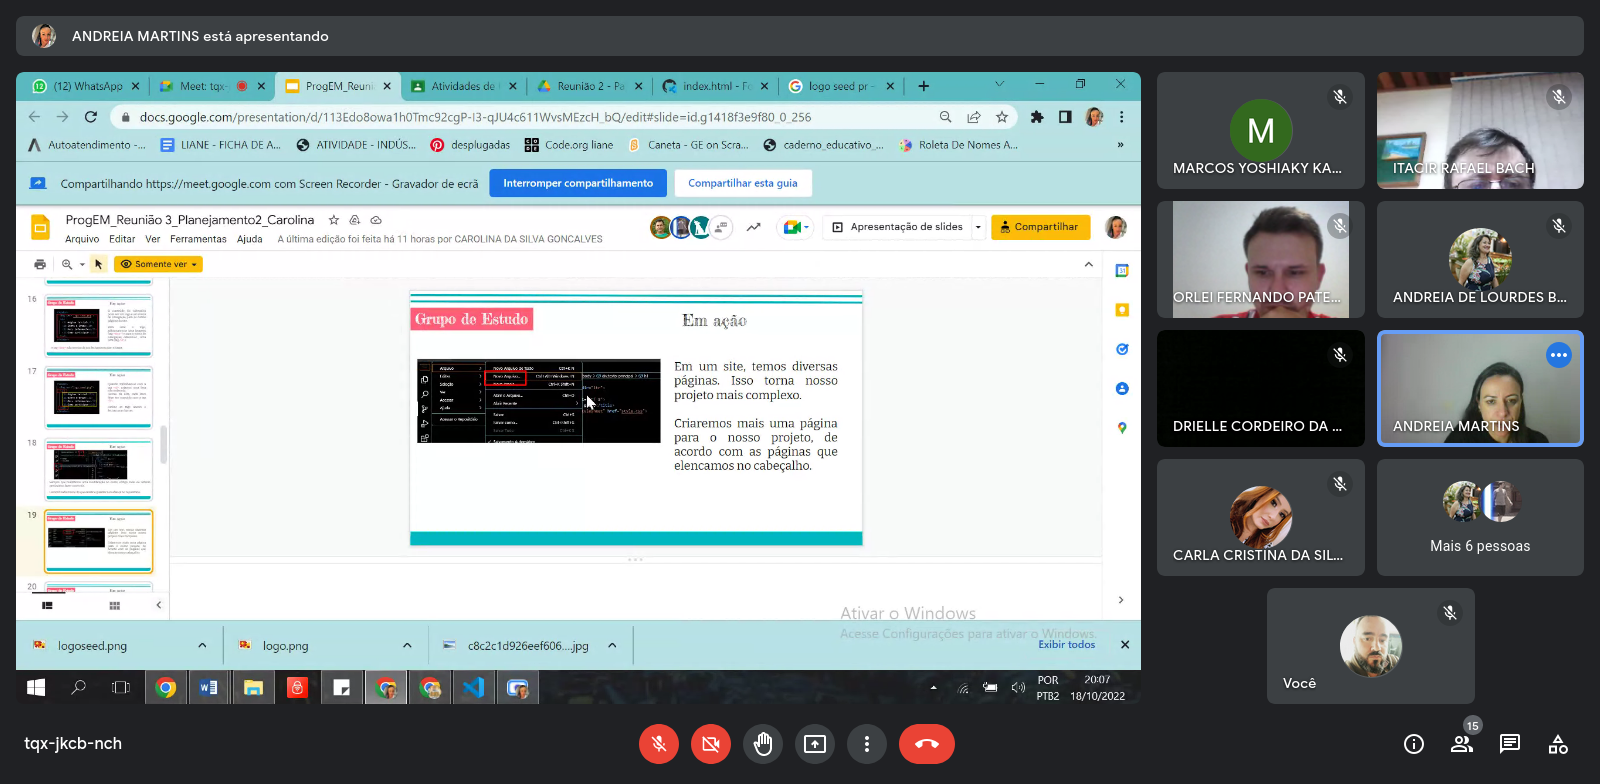 ANDREIA MARTINS está apresentando
(12) WhatsApp
Meet: tqx-
ProgEM_Reuni
Atividades de
Reunião 2 - Pa
index.html - Fo
logo seed pr -
docs.google.com/presentation/d/113Edo8owa1h0Tmc92cgP-I3-qJU4c611WvsMEzcH_bQ/edit#slide=id.g1418f3e9f80_0_256
Autoatendimento -...
LIANE - FICHA DE A...
ATIVIDADE - INDÚS...
desplugadas
Code.org liane
Caneta - GE on Scra...
caderno_educativo_...
Roleta De Nomes A...
»
Compartilhando https://meet.google.com com Screen Recorder - Gravador de ecrã
Interromper compartilhamento
Compartilhar esta guia
ProgEM_Reunião 3_Planejamento2_Carolina
Arquivo Editar Ver Ferramentas Ajuda
A última edição foi feita há 11 horas por CAROLINA DA SILVA GONCALVES
Apresentação de slides
Compartilhar
Somente ver
16
17
18
19
20
Grupo de Estudo
Em ação
Arquivo
Editar
Seleção
Ver
Acessar
Ajuda
Novo Arquivo...
Em um site, temos diversas
páginas. Isso torna nosso
projeto mais complexo.
Criaremos mais uma página
para o nosso projeto, de
acordo com as páginas que
elencamos no cabeçalho.
Ativar o Windows
Acesse Configurações para ativar o Windows.
logoseed.png
logo.png
c8c2c1d926eef606....jpg
Exibir todos
POR
PTB2
20:07
18/10/2022
M
MARCOS YOSHIAKY KA...
ITACIR RAFAEL BACH
ORLEI FERNANDO PATE...
ANDREIA DE LOURDES B...
DRIELLE CORDEIRO DA ...
ANDREIA MARTINS
CARLA CRISTINA DA SIL...
Mais 6 pessoas
Você
tqx-jkcb-nch
15